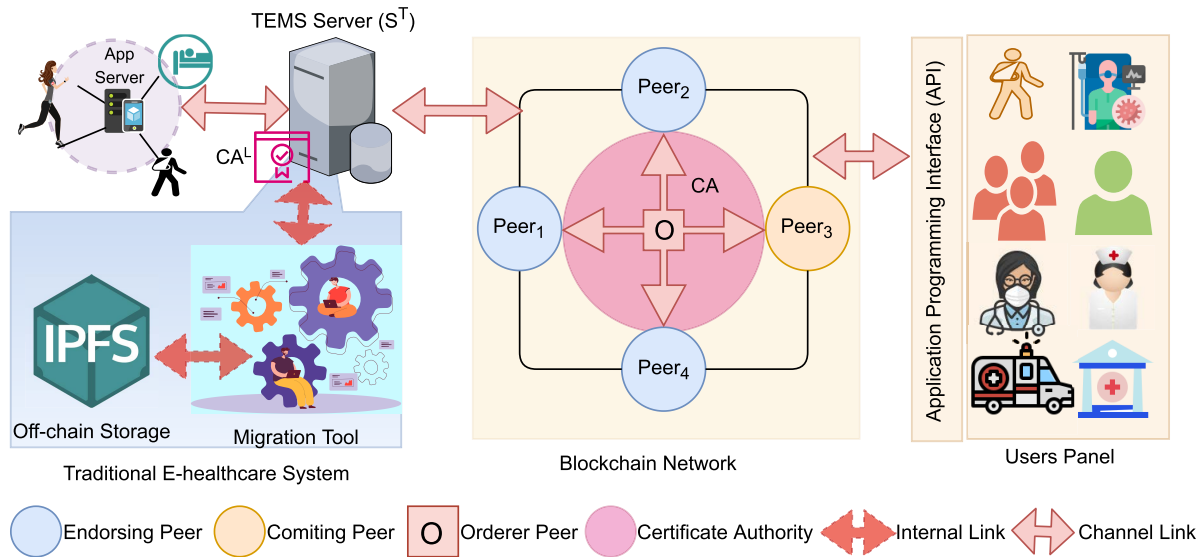 TEMS Server (S^T)
App
Server
CA^L
IPFS
Off-chain Storage
Migration Tool
Traditional E-healthcare System
Peer₂
CA
Peer₁
O
Peer₃
Peer₄
Blockchain Network
Application Programming Interface (API)
Users Panel
Endorsing Peer
Comiting Peer
O
Orderer Peer
Certificate Authority
Internal Link
Channel Link